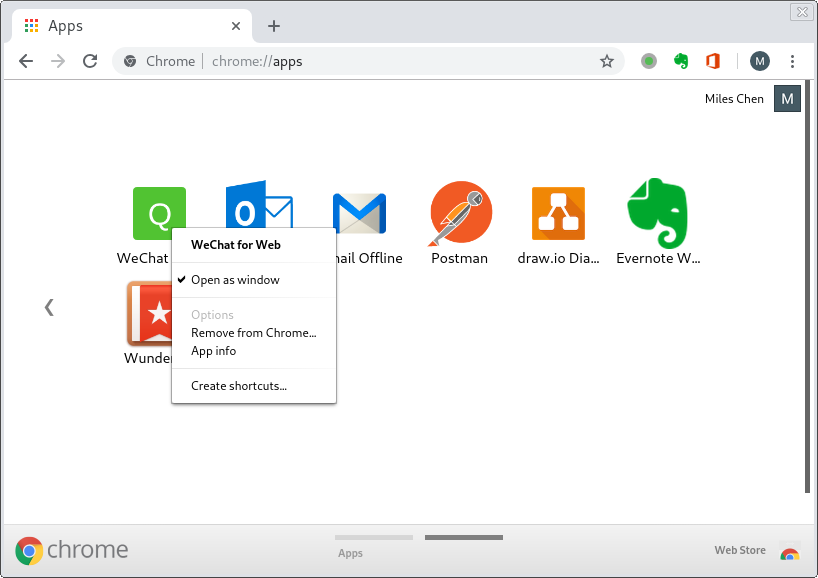 Apps
Chrome
chrome://apps
M
Miles Chen
M
Q
O
WeChat
mail Offline
Postman
draw.io Dia...
Evernote W...
WeChat for Web
Open as window
Options
Remove from Chrome...
App info
Create shortcuts...
Wunder
chrome
Apps
Web Store